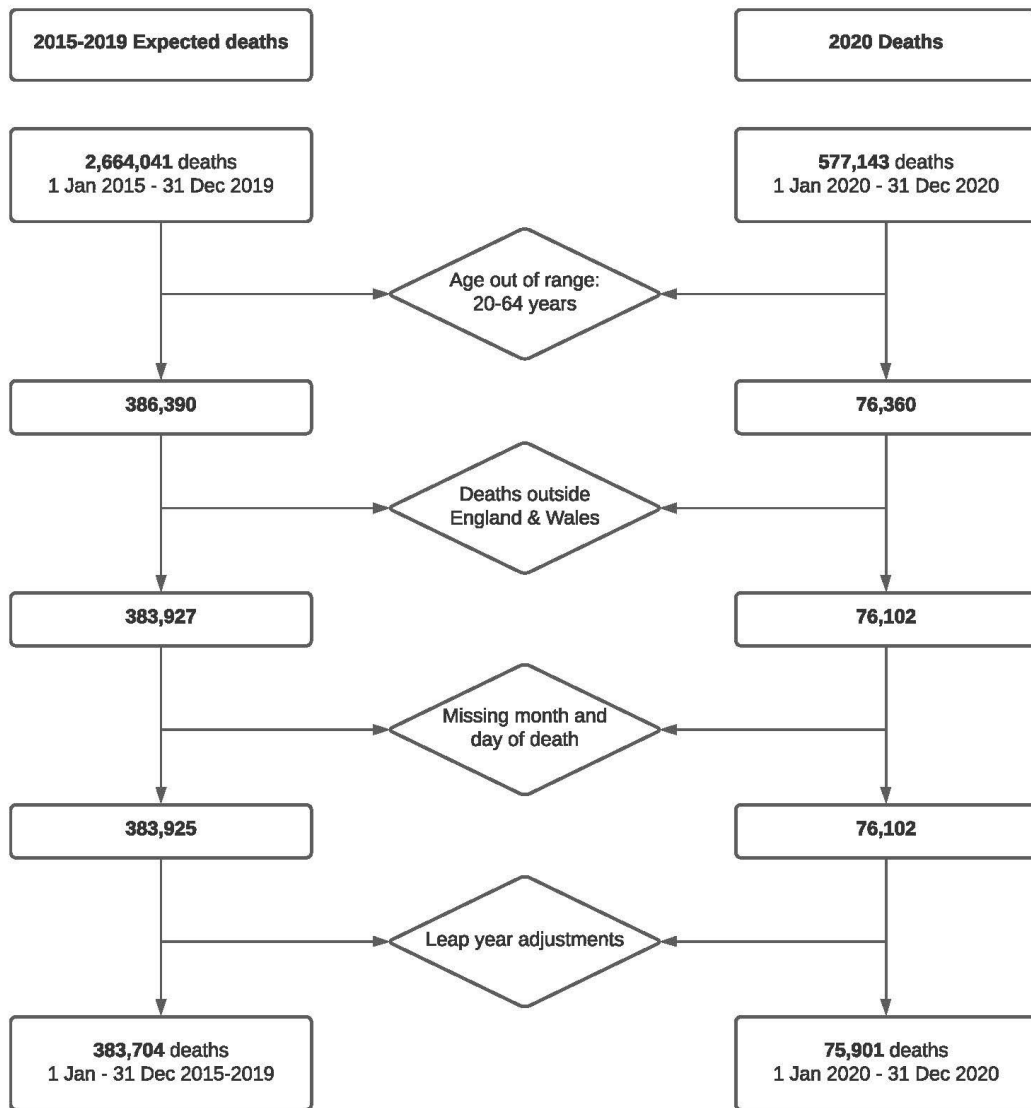 2015-2019 Expected deaths
2020 Deaths
2,664,041 deaths
1 Jan 2015 - 31 Dec 2019
577,143 deaths
1 Jan 2020 - 31 Dec 2020
Age out of range:
20-64 years
386,390
76,360
Deaths outside
England & Wales
383,927
76,102
Missing month and
day of death
383,925
76,102
Leap year adjustments
383,704 deaths
1 Jan - 31 Dec 2015-2019
75,901 deaths
1 Jan 2020 - 31 Dec 2020